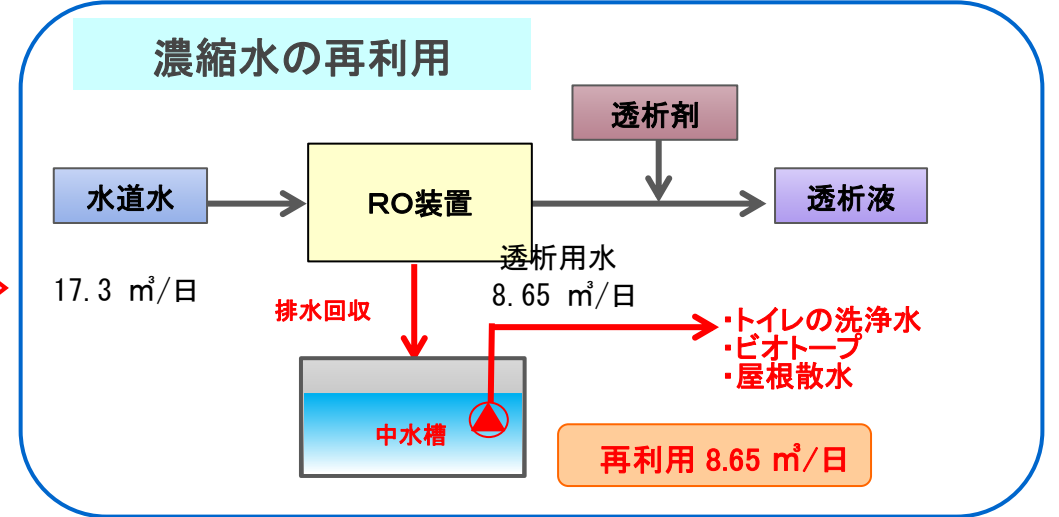 濃縮水の再利用
透析剤
水道水
RO装置
透析液
透析用水
17.3 ㎥/日
8.65 ㎥/日
排水回収
・トイレの洗浄水
・ビオトープ
・屋根散水
中水槽
再利用 8.65 ㎥/日